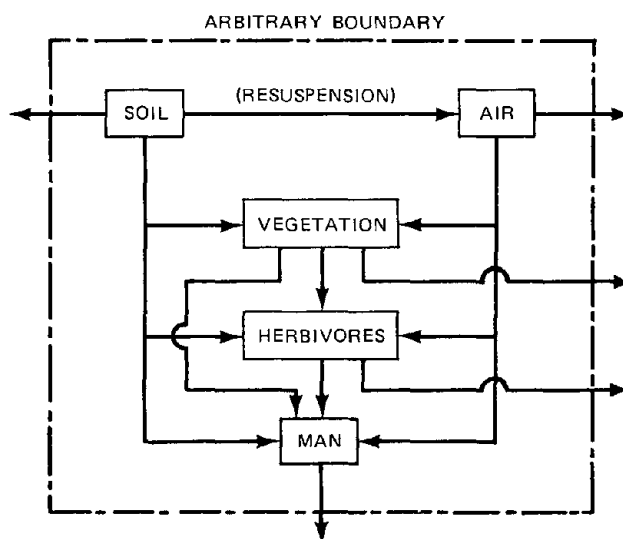 ARBITRARY BOUNDARY
(RESUSPENSION)
SOIL
AIR
VEGETATION
HERBIVORES
MAN